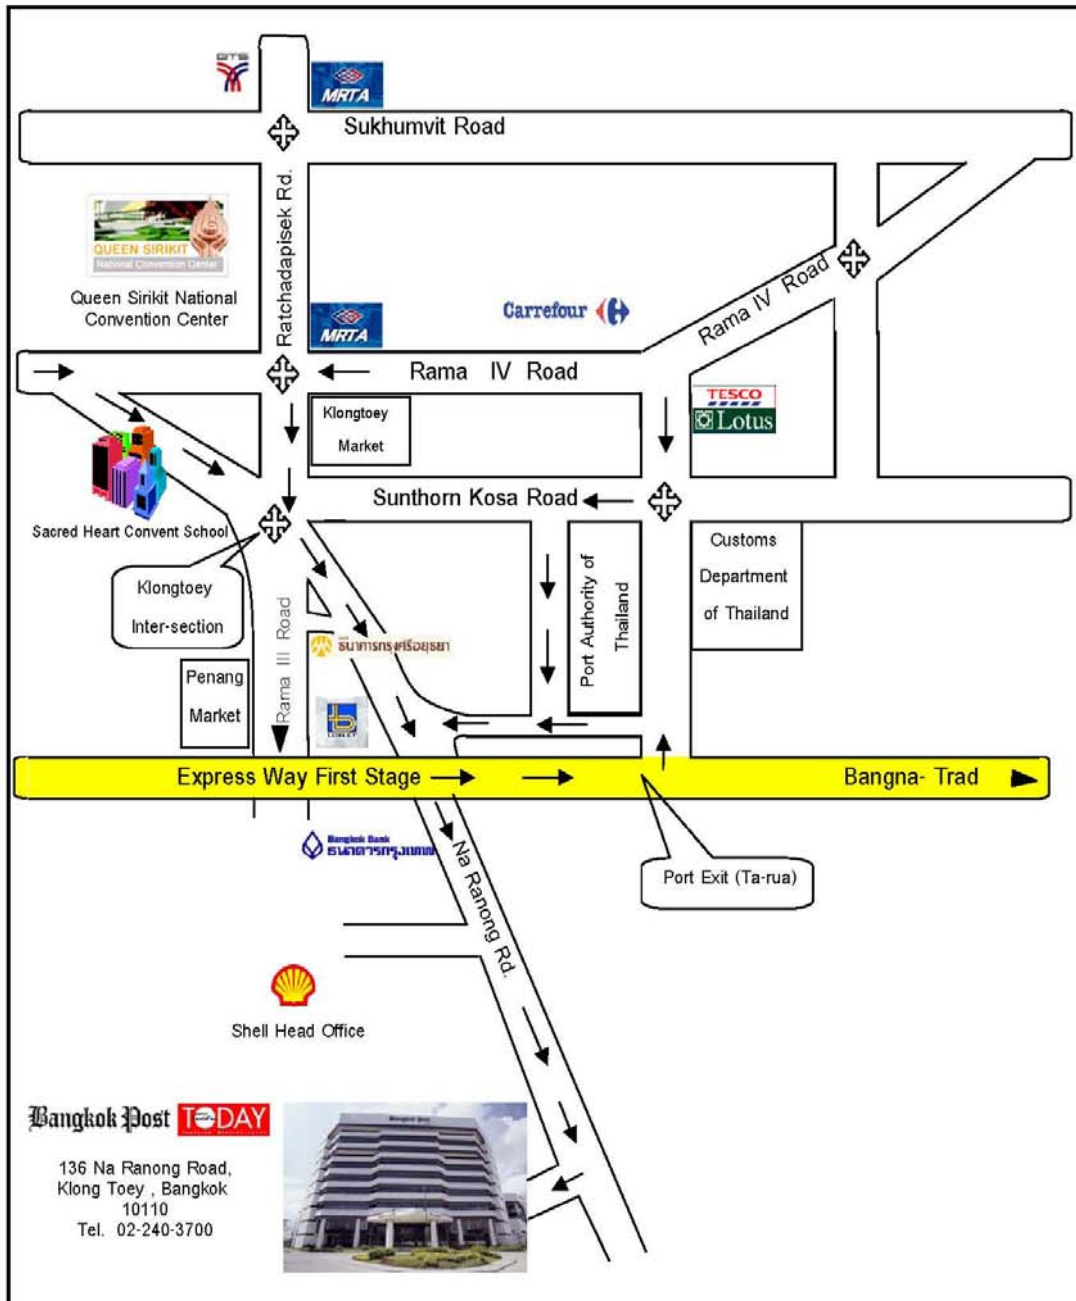 BTS
MRTA
Sukhumvit Road
Ratchadapisek Rd.
QUEEN SIRIKIT
National Convention Center
Queen Sirikit National
Convention Center
MRTA
Carrefour
Rama IV Road
Rama IV Road
TESCO
Lotus
Klongtoey
Market
Sunthorn Kosa Road
Sacred Heart Convent School
Klongtoey
Inter-section
Customs
Department
of Thailand
Port Authority of
Thailand
Rama III Road
ธนาคารกรุงศรีอยุธยา
Penang
Market
Express Way First Stage
Bangna- Trad
Bangkok Bank
ธนาคารกรุงเทพ
Port Exit (Ta-rua)
Na Ranong Rd.
Shell Head Office
Bangkok Post
TODAY
136 Na Ranong Road,
Klong Toey , Bangkok
10110
Tel. 02-240-3700
Bangkok Post